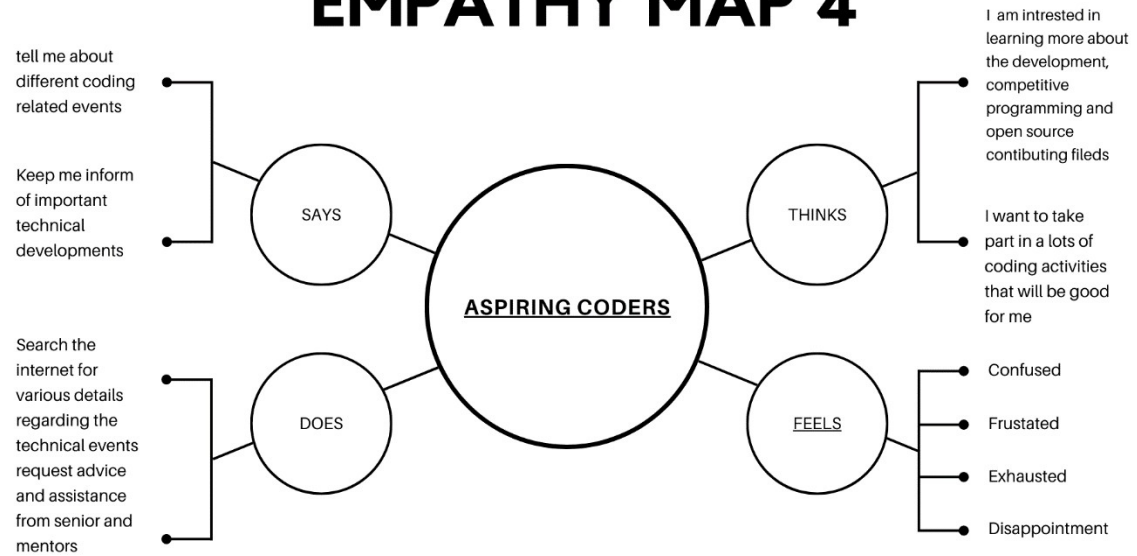 EMPATHY MAP 4
tell me about
different coding
related events
Keep me inform
of important
technical
developments
SAYS
I am intrested in
learning more about
the development,
competitive
programming and
open source
contibuting fileds
I want to take
part in a lots of
coding activities
that will be good
for me
THINKS
ASPIRING CODERS
Search the
internet for
various details
regarding the
technical events
request advice
and assistance
from senior and
mentors
DOES
FEELS
Confused
Frustated
Exhausted
Disappointment